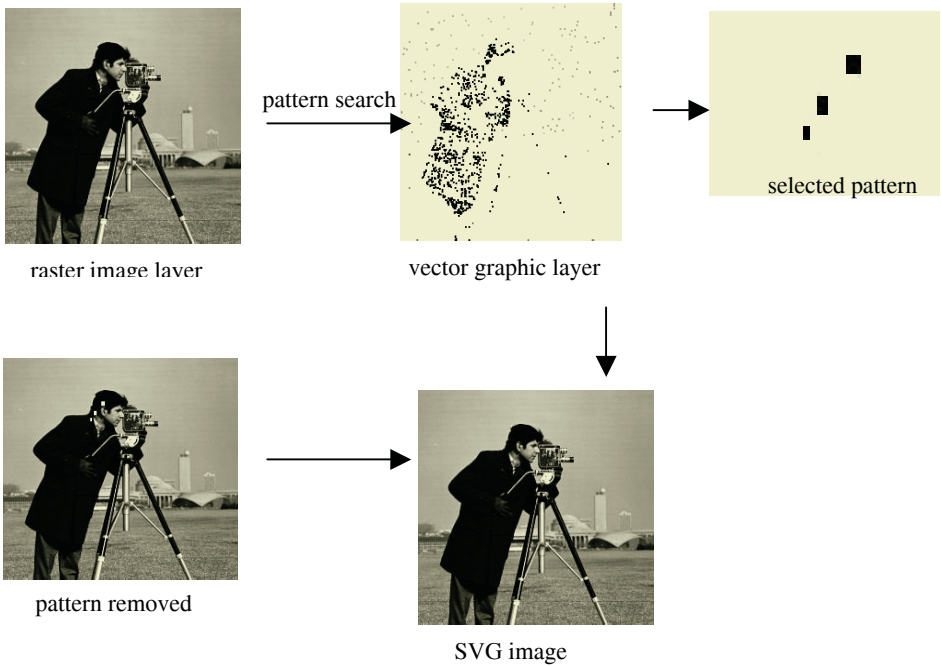 pattern search
selected pattern
raster image layer
vector graphic layer
pattern removed
SVG image